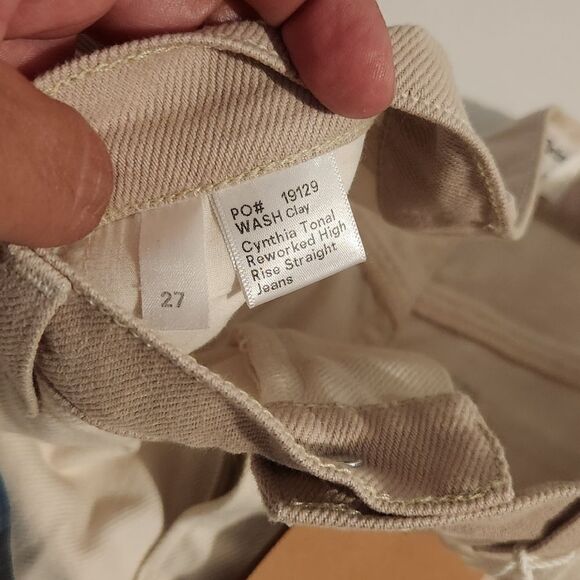 PO# 19129
WASH Clay
Cynthia Tonal
Reworked High
Rise Straight
Jeans
27